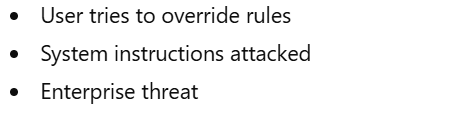 • User tries to override rules
• System instructions attacked
• Enterprise threat